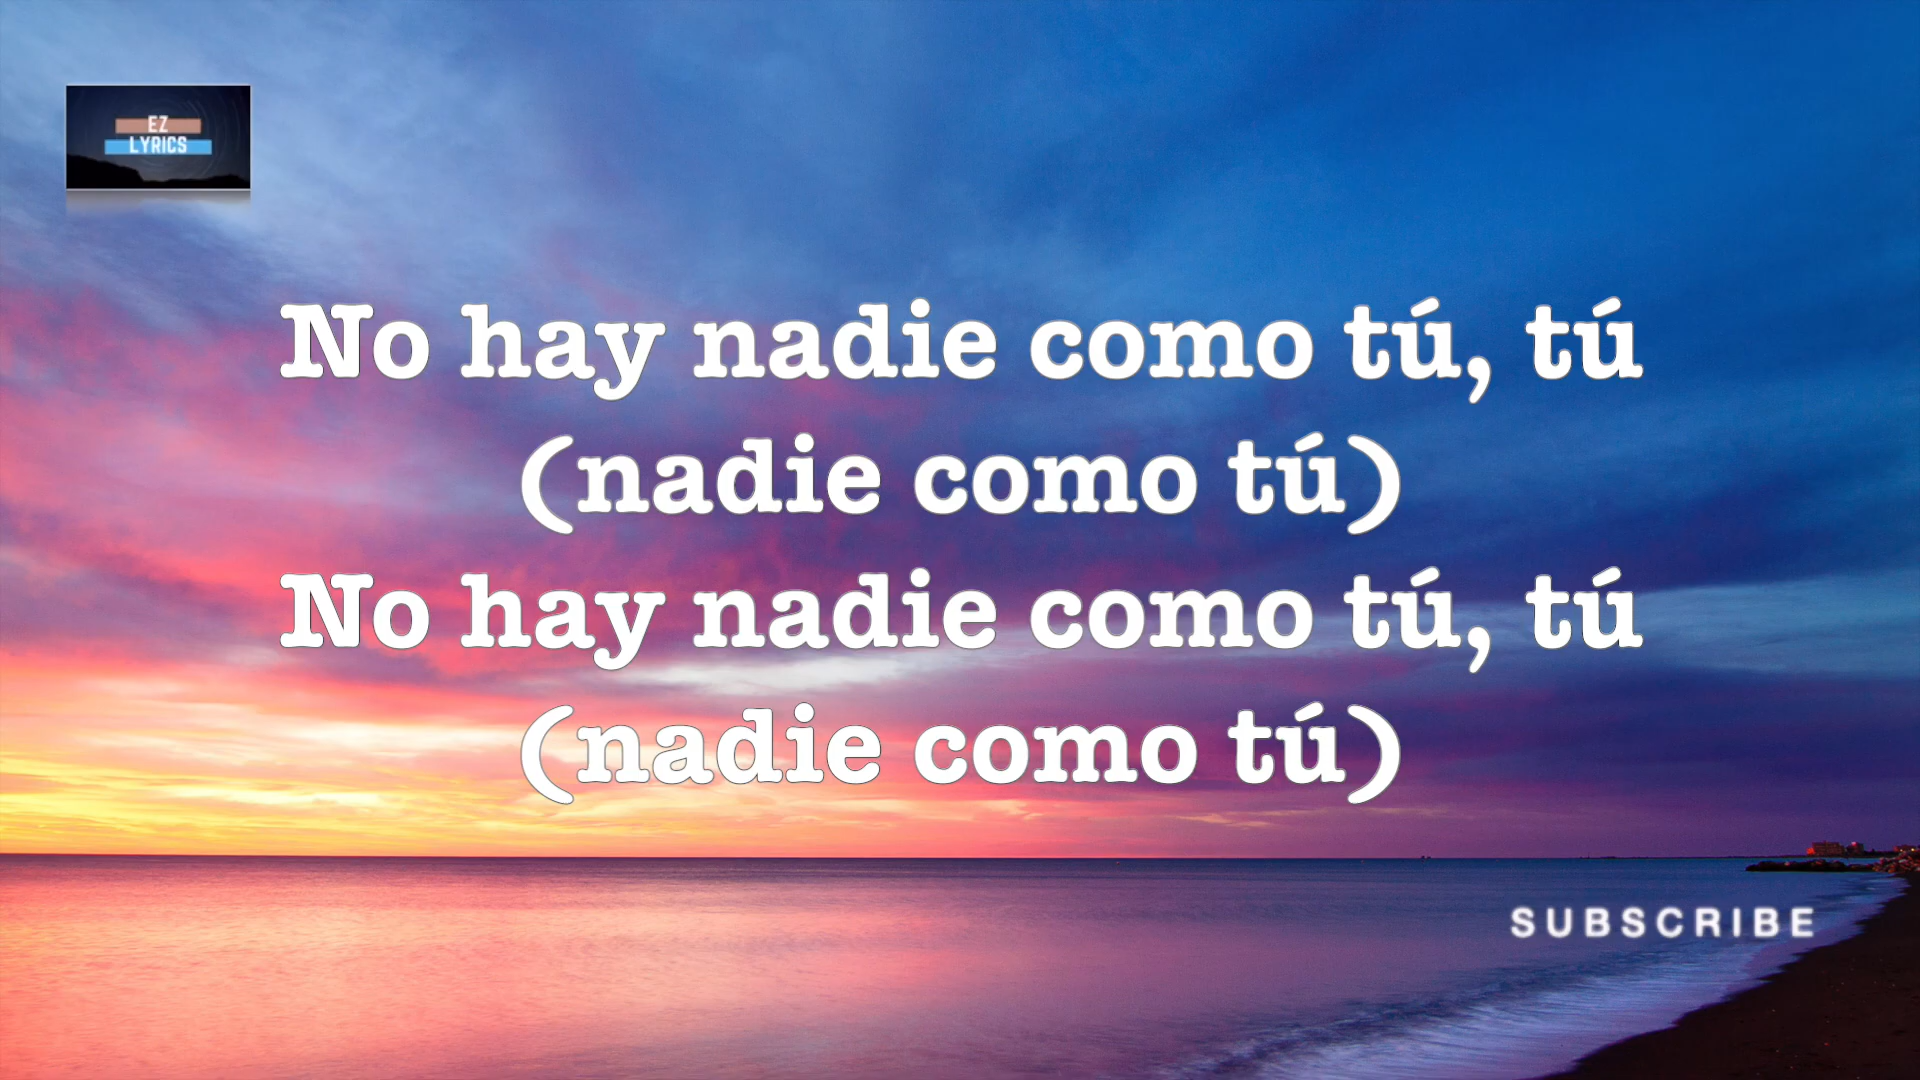 EZ
LYRICS
No hay nadie como tú, tú
(nadie como tú)
No hay nadie como tú, tú
(nadie como tú)
SUBSCRIBE